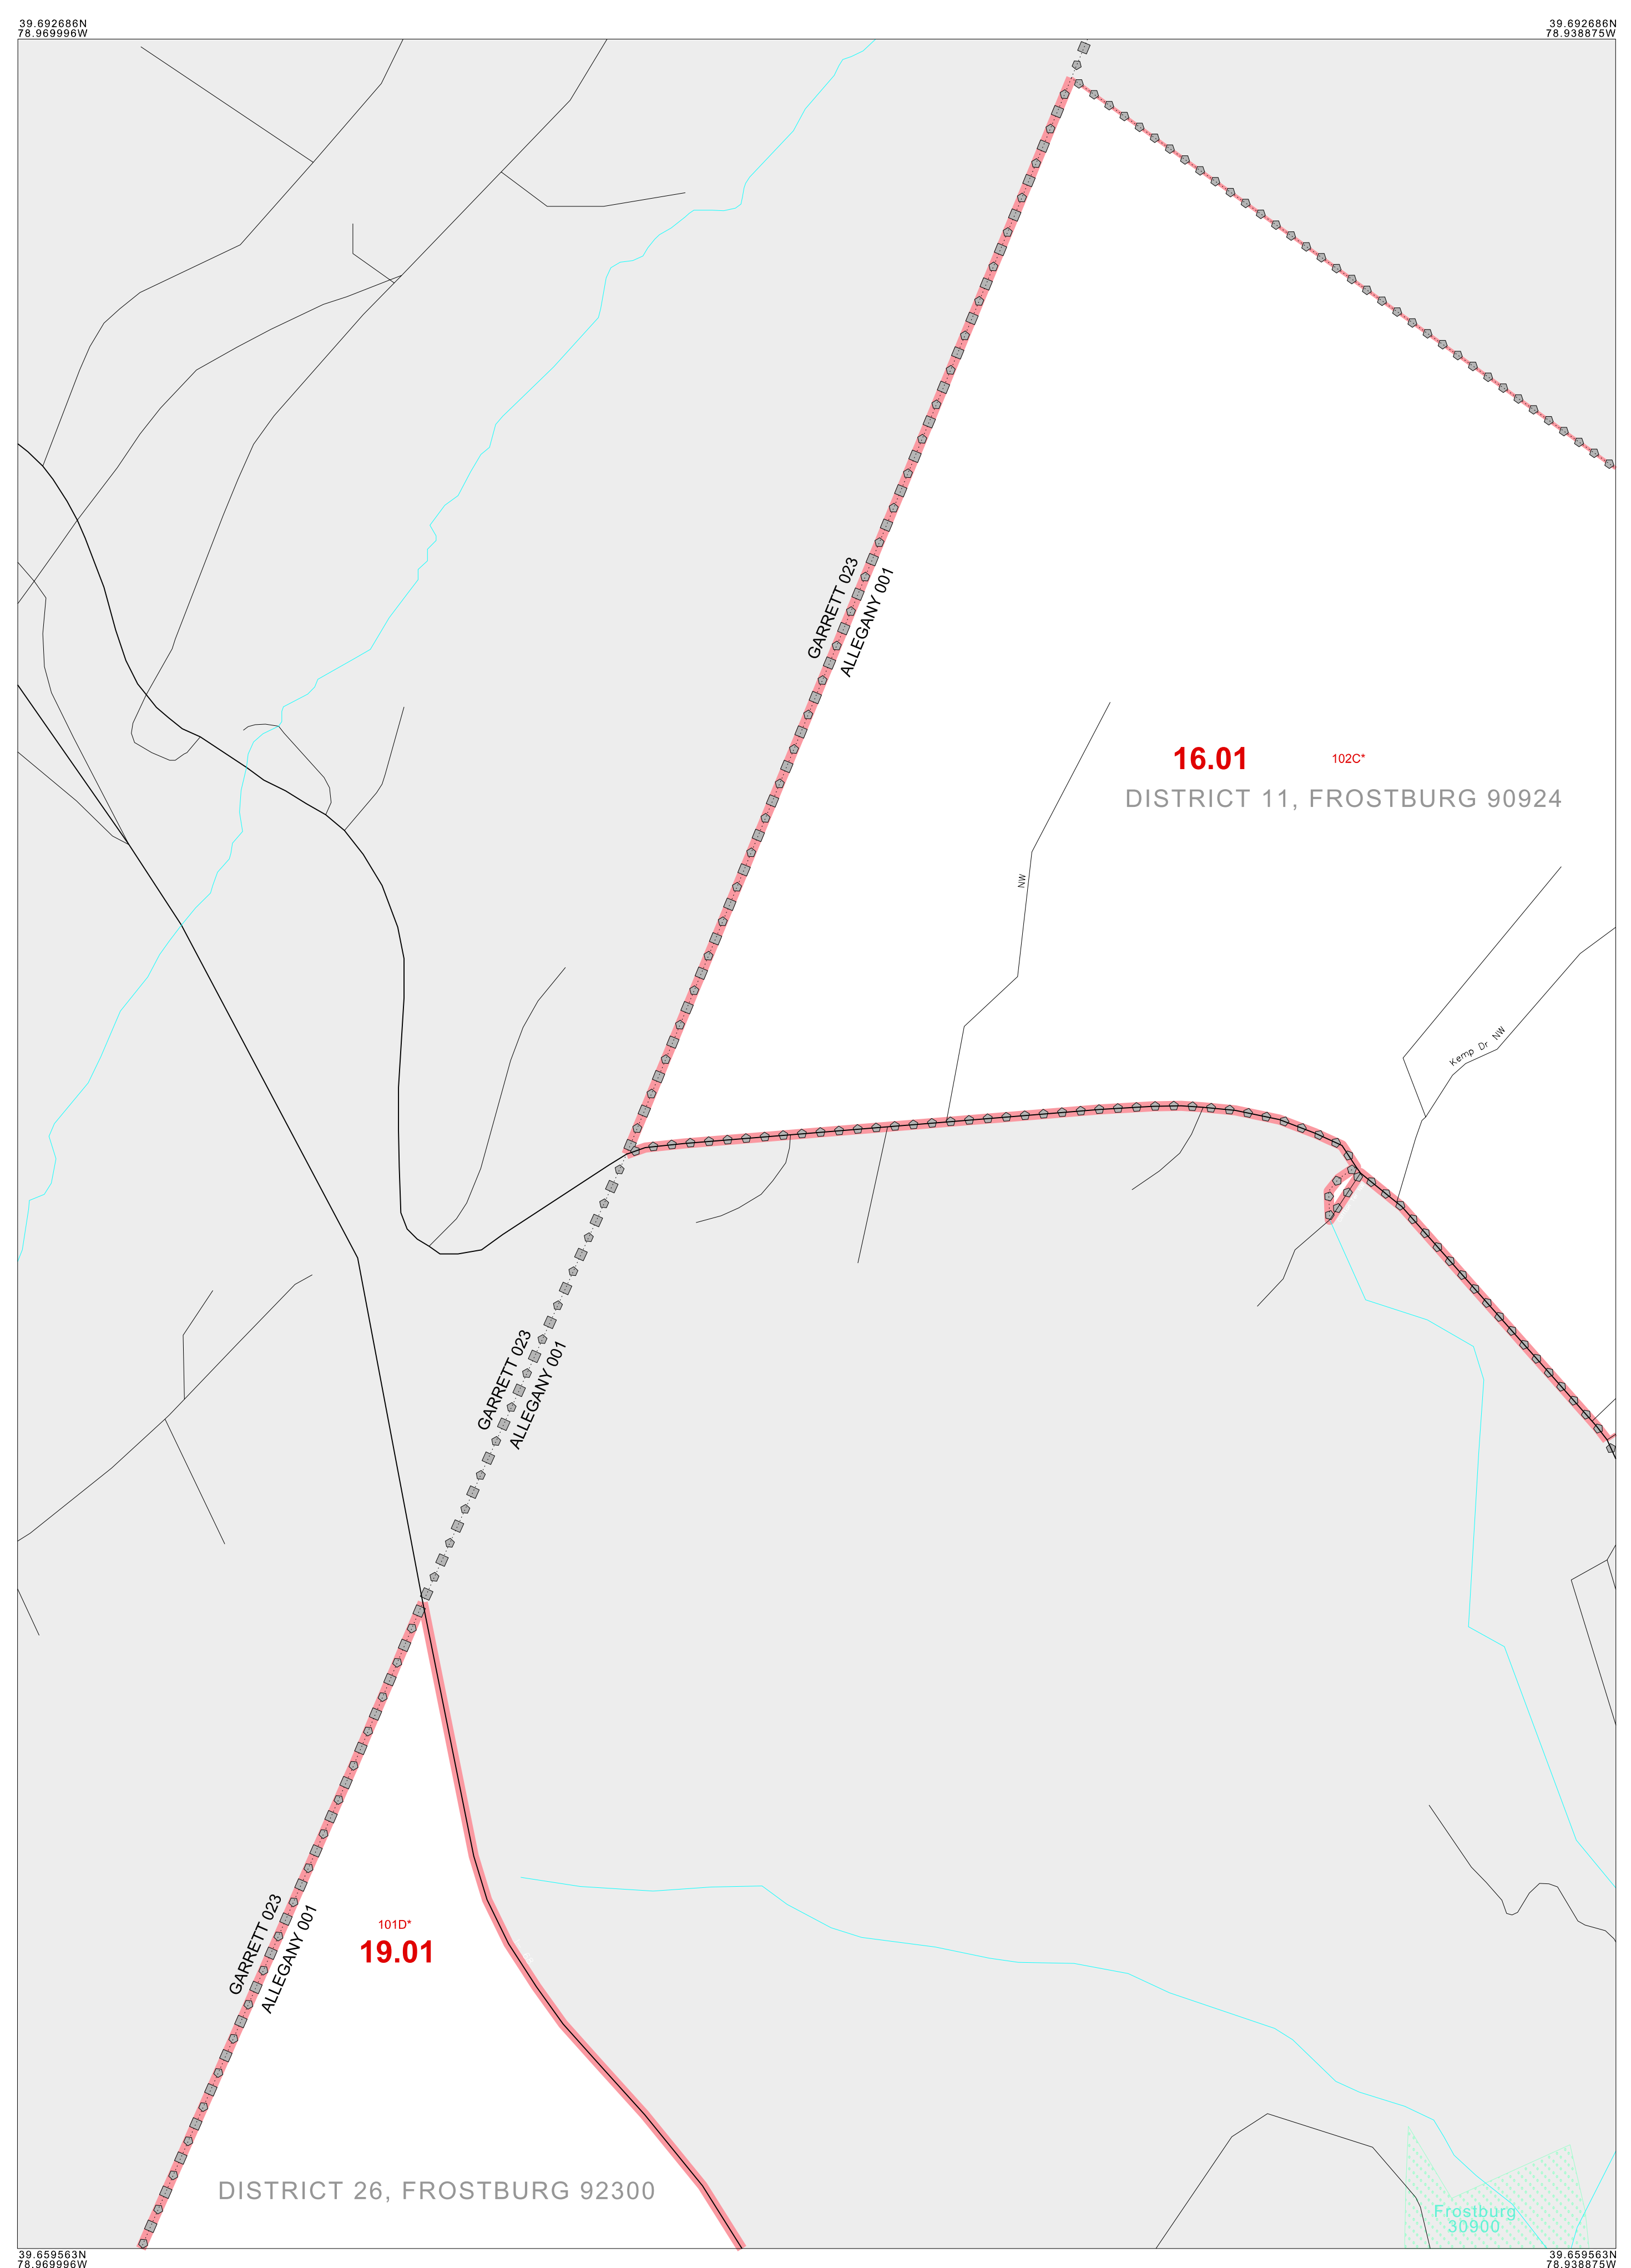 39.692686N
78.969996W
39.692686N
78.938875W
GARRETT 023
ALLEGANY 001
16.01
102C*
DISTRICT 11, FROSTBURG 90924
NW
Kemp Dr NW
GARRETT 023
ALLEGANY 001
GARRETT 023
ALLEGANY 001
101D*
19.01
DISTRICT 26, FROSTBURG 92300
Frostburg
30900
39.659563N
78.969996W
39.659563N
78.938875W